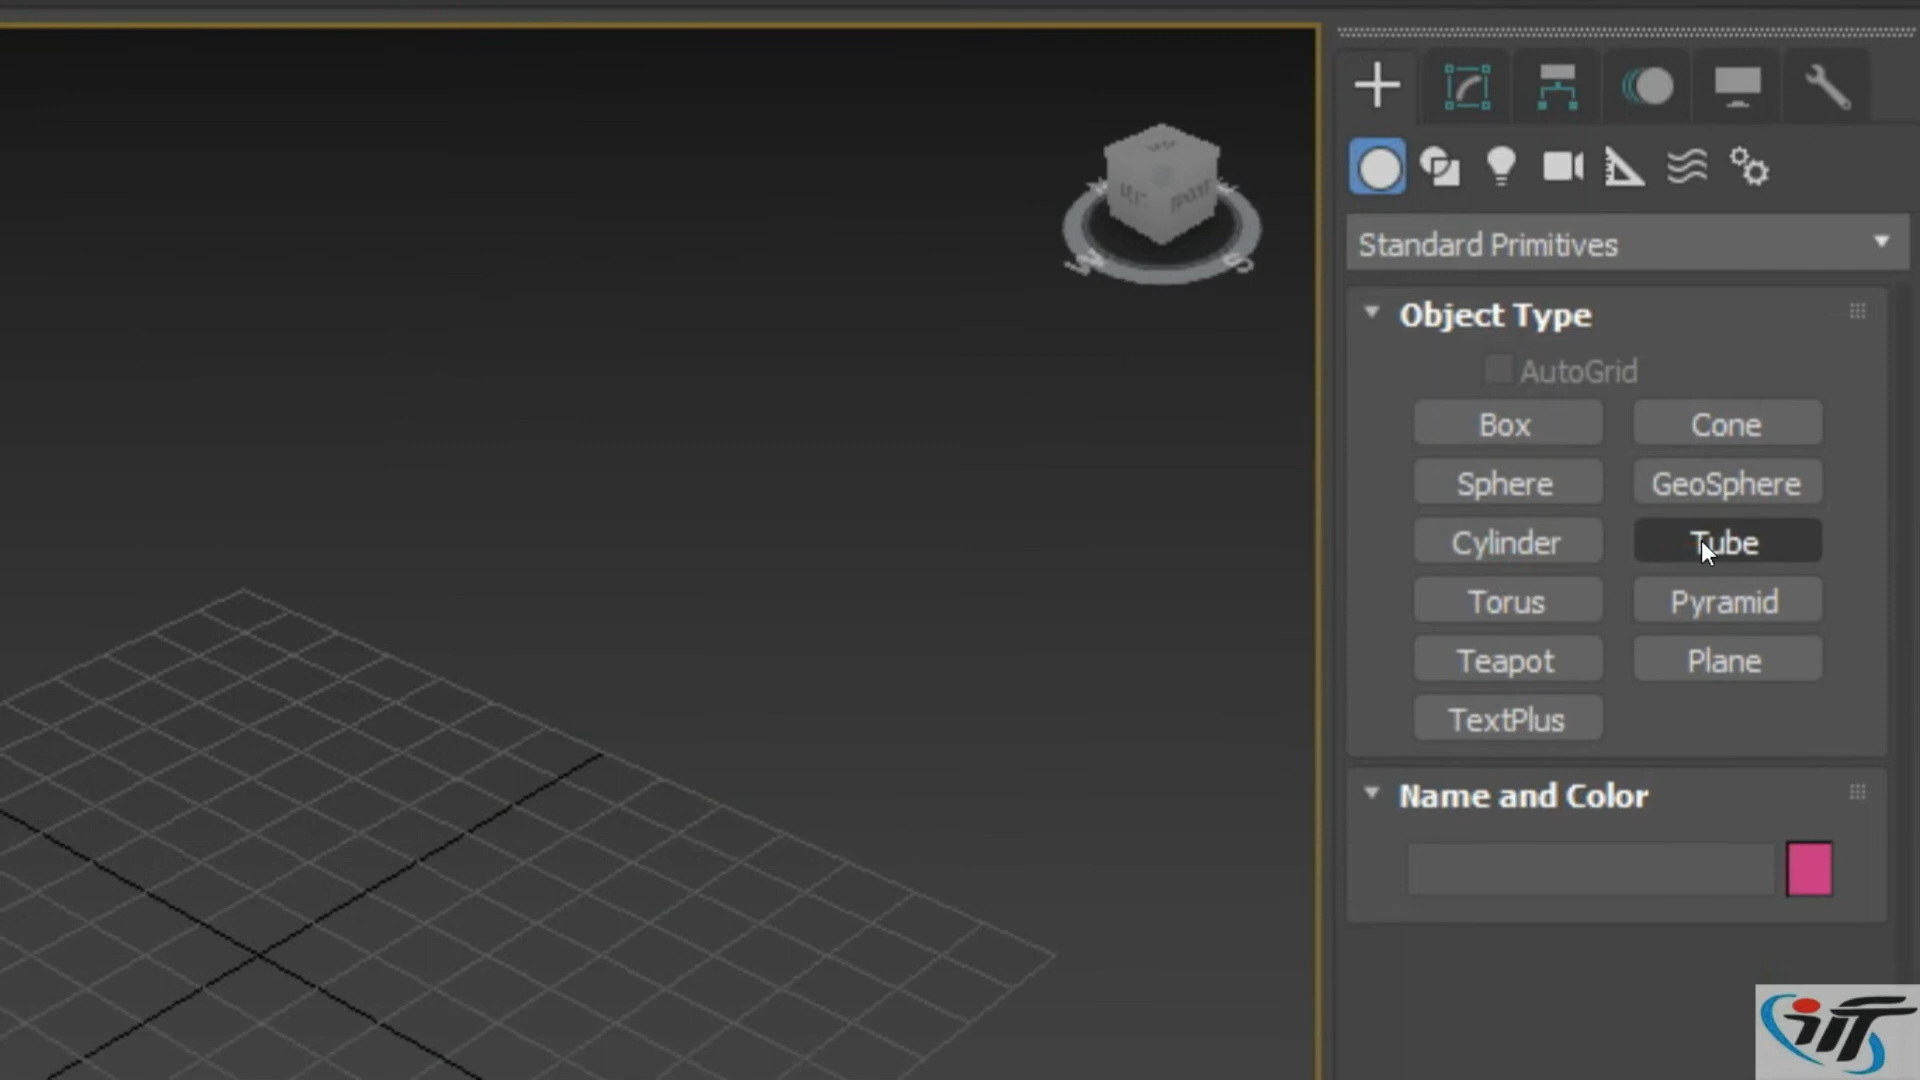 Standard Primitives
Object Type
AutoGrid
Box
Cone
Sphere
GeoSphere
Cylinder
Tube
Torus
Pyramid
Teapot
Plane
TextPlus
Name and Color